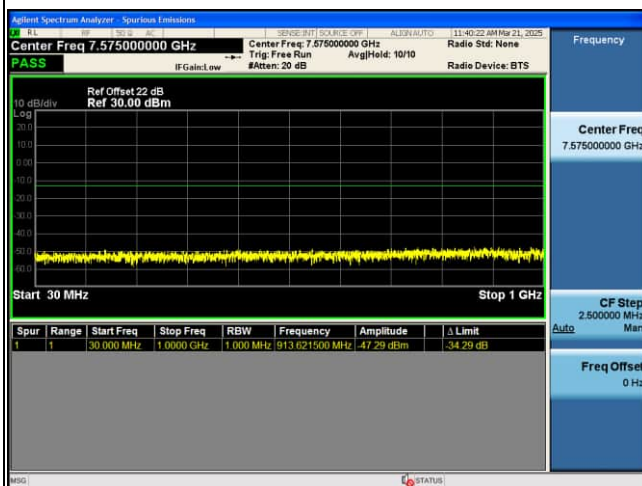 Agilent Spectrum Analyzer - Spurious Emissions
RL RF 50 Ω AC SENSE:INT SOURCE OFF ALIGN AUTO 11:40:22 AM Mar 21, 2025
Center Freq 7.575000000 GHz Center Freq: 7.575000000 GHz Radio Std: None
PASS Trig: Free Run Avg|Hold: 10/10
IFGain:Low #Atten: 20 dB Radio Device: BTS
Ref Offset 22 dB
10 dB/div Ref 30.00 dBm
Log
20.0
10.0
0.00
-10.0
-20.0
-30.0
-40.0
-50.0
-60.0
Start 30 MHz Stop 1 GHz
Spur Range Start Freq Stop Freq RBW Frequency Amplitude Δ Limit
1 1 30.000 MHz 1.0000 GHz 1.000 MHz 913.621500 MHz -47.29 dBm -34.29 dB
MSG STATUS
Frequency
Center Freq
7.575000000 GHz
CF Step
2.500000 MHz
Auto Man
Freq Offset
0 Hz